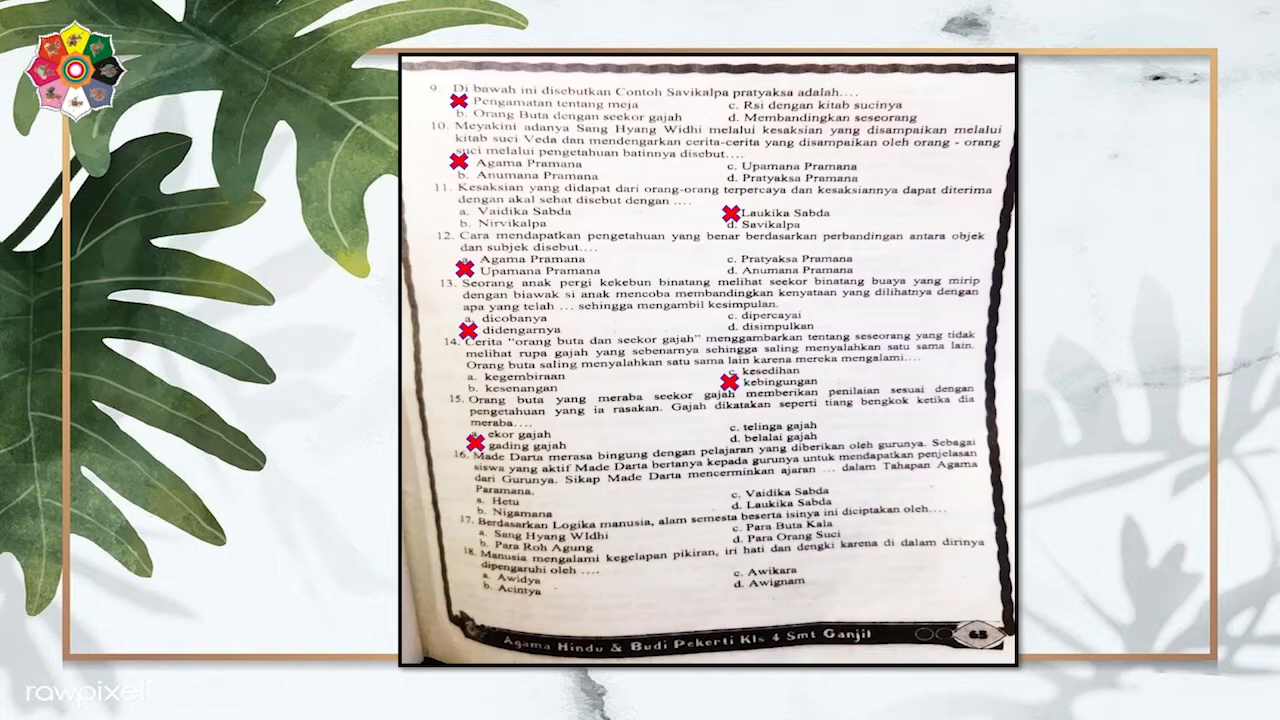 9. Di bawah ini disebutkan Contoh Savikalpa pratyaksa adalah....
Pengamatan tentang meja c. Rsi dengan kitab sucinya
b. Orang Buta dengan seekor gajah d. Membandingkan seseorang
10. Meyakini adanya Sang Hyang Widhi melalui kesaksian yang disampaikan melalui
kitab suci Veda dan mendengarkan cerita-cerita yang disampaikan oleh orang - orang
suci melalui pengetahuan batinnya disebut....
Agama Pramana c. Upamana Pramana
b. Anumana Pramana d. Pratyaksa Pramana
11. Kesaksian yang didapat dari orang-orang terpercaya dan kesaksiannya dapat diterima
dengan akal sehat disebut dengan ....
a. Vaidika Sabda Laukika Sabda
b. Nirvikalpa d. Savikalpa
12. Cara mendapatkan pengetahuan yang benar berdasarkan perbandingan antara objek
dan subjek disebut....
a. Agama Pramana c. Pratyaksa Pramana
Upamana Pramana d. Anumana Pramana
13. Seorang anak pergi kekebun binatang melihat seekor binatang buaya yang mirip
dengan biawak si anak mencoba membandingkan kenyataan yang dilihatnya dengan
apa yang telah ... sehingga mengambil kesimpulan.
a. dicobanya c. dipercayai
didengarnya d. disimpulkan
14. Cerita "orang buta dan seekor gajah" menggambarkan tentang seseorang yang tidak
melihat rupa gajah yang sebenarnya sehingga saling menyalahkan satu sama lain.
Orang buta saling menyalahkan satu sama lain karena mereka mengalami....
a. kegembiraan c. kesedihan
b. kesenangan kebingungan
15. Orang buta yang meraba seekor gajah memberikan penilaian sesuai dengan
pengetahuan yang ia rasakan. Gajah dikatakan seperti tiang bengkok ketika dia
meraba....
a. ekor gajah c. telinga gajah
gading gajah d. belalai gajah
16. Made Darta merasa bingung dengan pelajaran yang diberikan oleh gurunya. Sebagai
siswa yang aktif Made Darta bertanya kepada gurunya untuk mendapatkan penjelasan
dari Gurunya. Sikap Made Darta mencerminkan ajaran ... dalam Tahapan Agama
Paramana.
a. Hetu c. Vaidika Sabda
b. Nigamana d. Laukika Sabda
17. Berdasarkan Logika manusia, alam semesta beserta isinya ini diciptakan oleh....
a. Sang Hyang WIdhi c. Para Buta Kala
b. Para Roh Agung d. Para Orang Suci
18. Manusia mengalami kegelapan pikiran, iri hati dan dengki karena di dalam dirinya
dipengaruhi oleh ....
a. Awidya c. Awikara
b. Acintya d. Awignam
Agama Hindu & Budi Pekerti Kls 4 Smt Ganjil 65
rawpixel